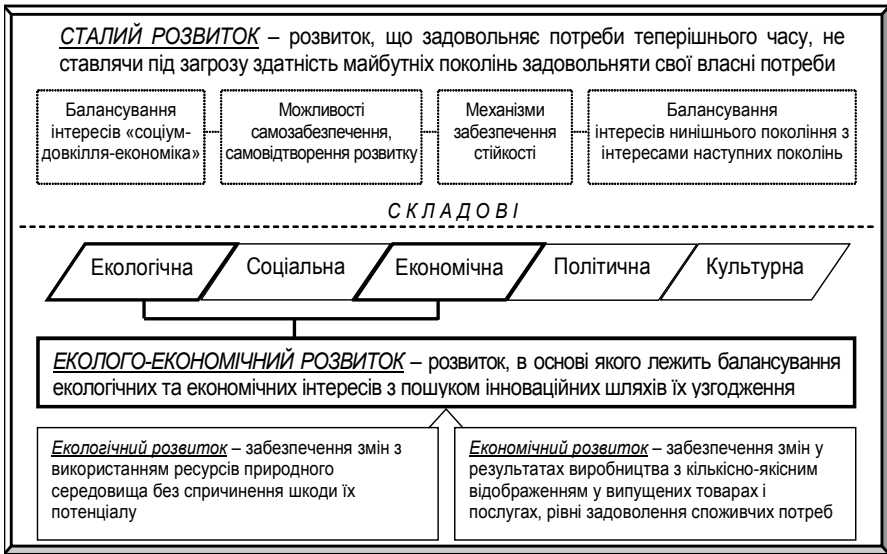 СТАЛИЙ РОЗВИТОК – розвиток, що задовольняє потреби теперішнього часу, не
ставлячи під загрозу здатність майбутніх поколінь задовольняти свої власні потреби
Балансування
інтересів «соціум-
довкілля-економіка»
Можливості
самозабезпечення,
самовідтворення розвитку
Механізми
забезпечення
стійкості
Балансування
інтересів нинішнього покоління з
інтересами наступних поколінь
СКЛАДОВІ
Екологічна
Соціальна
Економічна
Політична
Культурна
ЕКОЛОГО-ЕКОНОМІЧНИЙ РОЗВИТОК – розвиток, в основі якого лежить балансування
екологічних та економічних інтересів з пошуком інноваційних шляхів їх узгодження
Екологічний розвиток – забезпечення змін з
використанням ресурсів природного
середовища без спричинення шкоди їх
потенціалу
Економічний розвиток – забезпечення змін у
результатах виробництва з кількісно-якісним
відображенням у випущених товарах і
послугах, рівні задоволення споживчих потреб